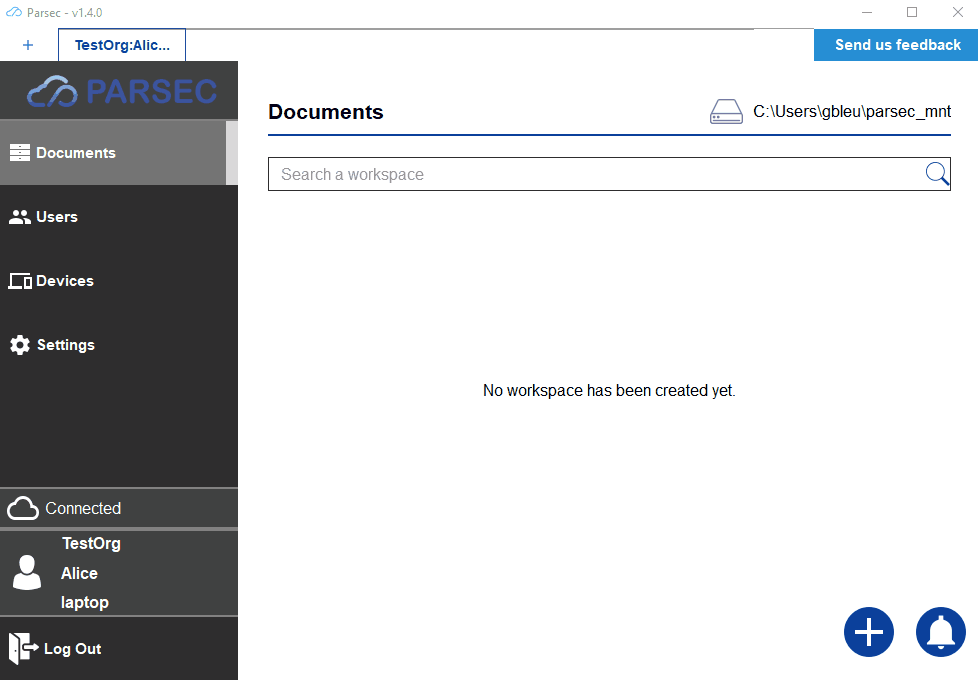 Parsec - v1.4.0
+
TestOrg:Alic...
Send us feedback
PARSEC
Documents
Users
Devices
Settings
Connected
TestOrg
Alice
laptop
Log Out
Documents
C:\Users\gbleu\parsec_mnt
Search a workspace
No workspace has been created yet.